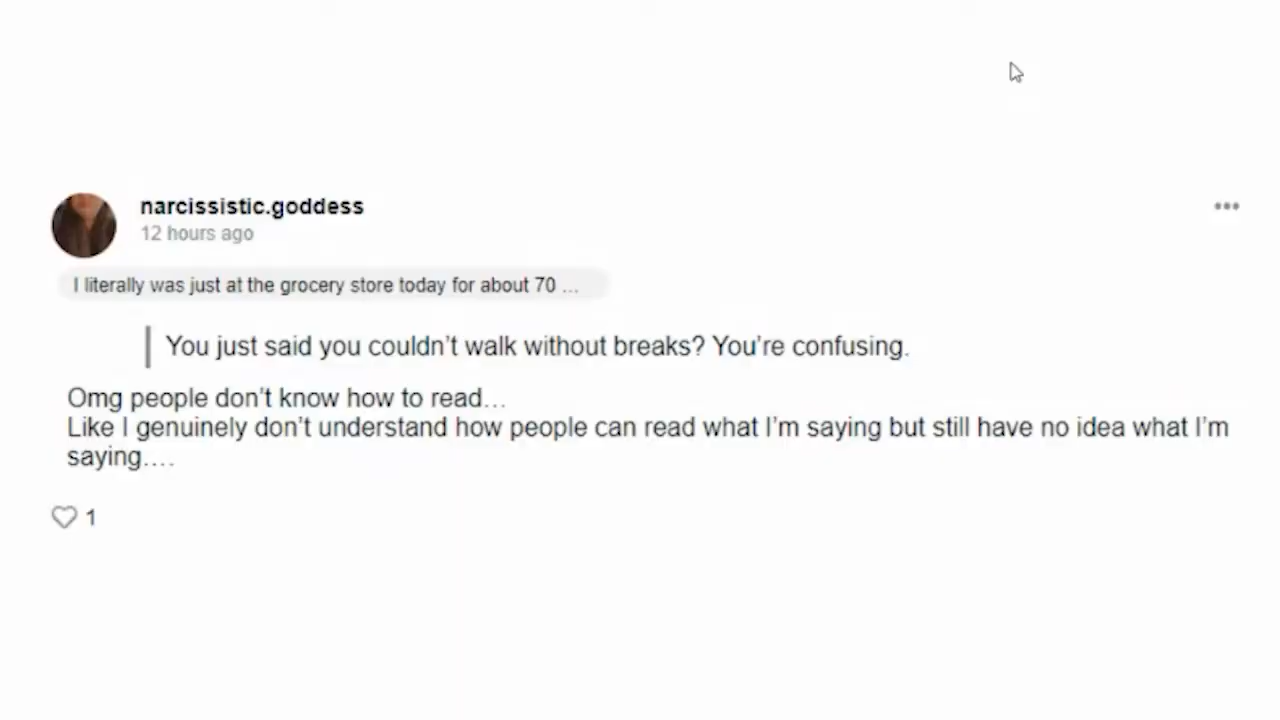 narcissistic.goddess
12 hours ago
I literally was just at the grocery store today for about 70 ...
You just said you couldn't walk without breaks? You're confusing.
Omg people don't know how to read...
Like I genuinely don't understand how people can read what I'm saying but still have no idea what I'm
saying....
1